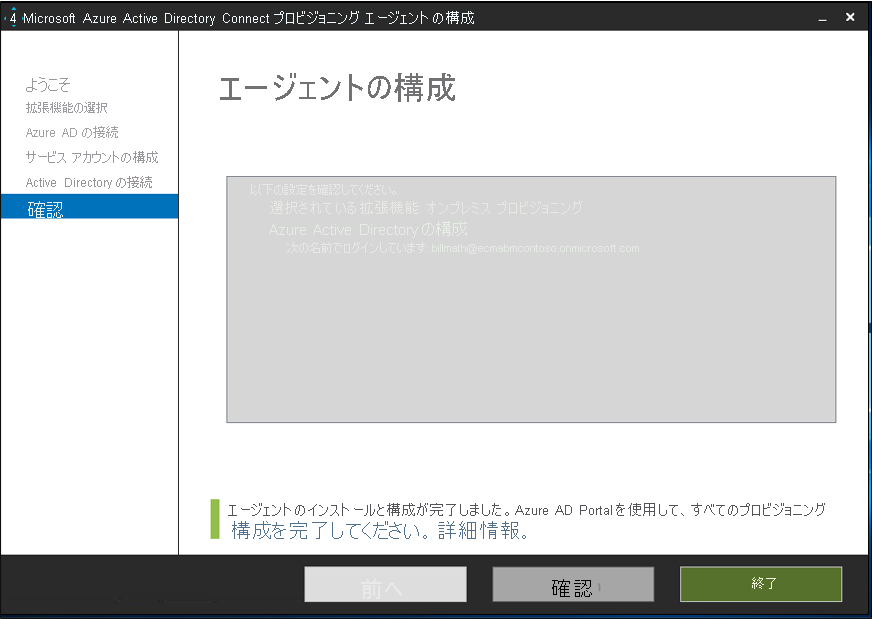 Microsoft Azure Active Directory Connect プロビジョニング エージェント の構成
ようこそ
拡張機能の選択
Azure AD の接続
サービス アカウントの構成
Active Directory の接続
確認
エージェントの構成
以下の設定を確認してください。
選択されている拡張機能 オンプレミス プロビジョニング
Azure Active Directory の構成
次の名前でログインしています billmath@ecmabmcontoso.onmicrosoft.com
エージェントのインストールと構成が完了しました。Azure AD Portal を使用して、すべてのプロビジョニング
構成を完了してください。詳細情報。
前へ
確認
終了